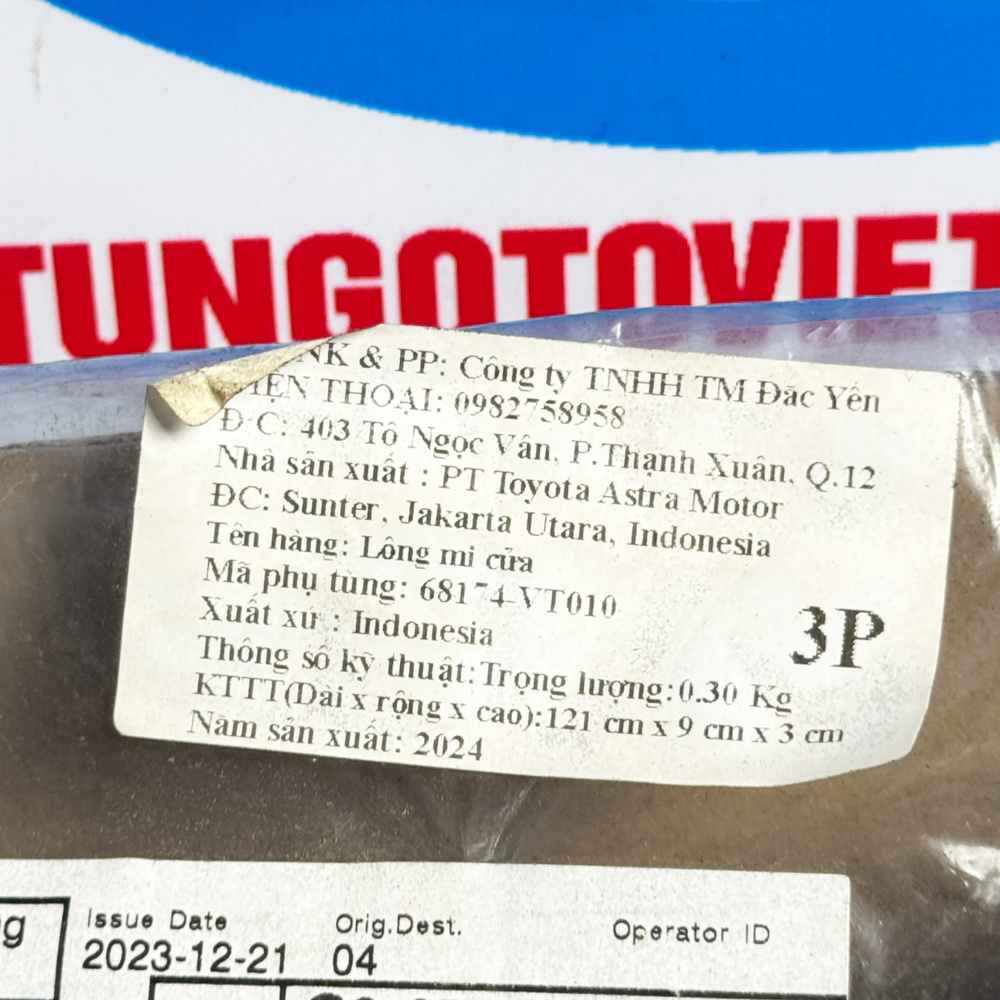 TUNGOTOVIET
NK & PP: Công ty TNHH TM Đăc Yên
ĐIỆN THOẠI: 0982758958
Đ C: 403 Tô Ngọc Vân, P.Thạnh Xuân, Q.12
Nhà sản xuất : PT Toyota Astra Motor
ĐC: Sunter, Jakarta Utara, Indonesia
Tên hàng: Lông mi cửa
Mã phụ tùng: 68174-VT010
Xuất xứ : Indonesia
3P
Thông số kỹ thuật:Trọng lượng:0.30 Kg
KTTT(Dài x rộng x cao):121 cm x 9 cm x 3 cm
Năm sản xuất: 2024
Issue Date Orig.Dest. Operator ID
2023-12-21 04